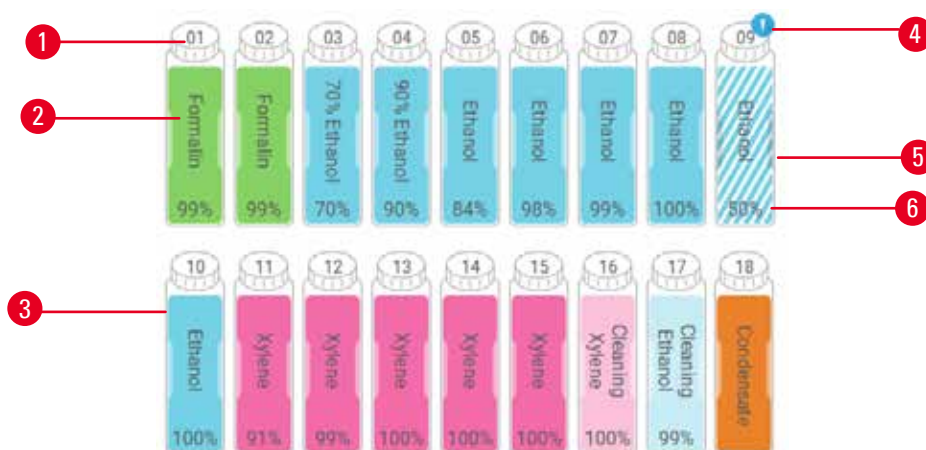 01 02 03 04 05 06 07 08 09
Formalin
Formalin
70% Ethanol
90% Ethanol
Ethanol
Ethanol
Ethanol
Ethanol
Ethanol
99% 99% 70% 90% 84% 98% 99% 100% 50%
10 11 12 13 14 15 16 17 18
Ethanol
Xylene
Xylene
Xylene
Xylene
Xylene
Cleaning
Xylene
Cleaning
Ethanol
Condensate
100% 91% 99% 100% 100% 100% 100% 99%
1
2
3
4
5
6